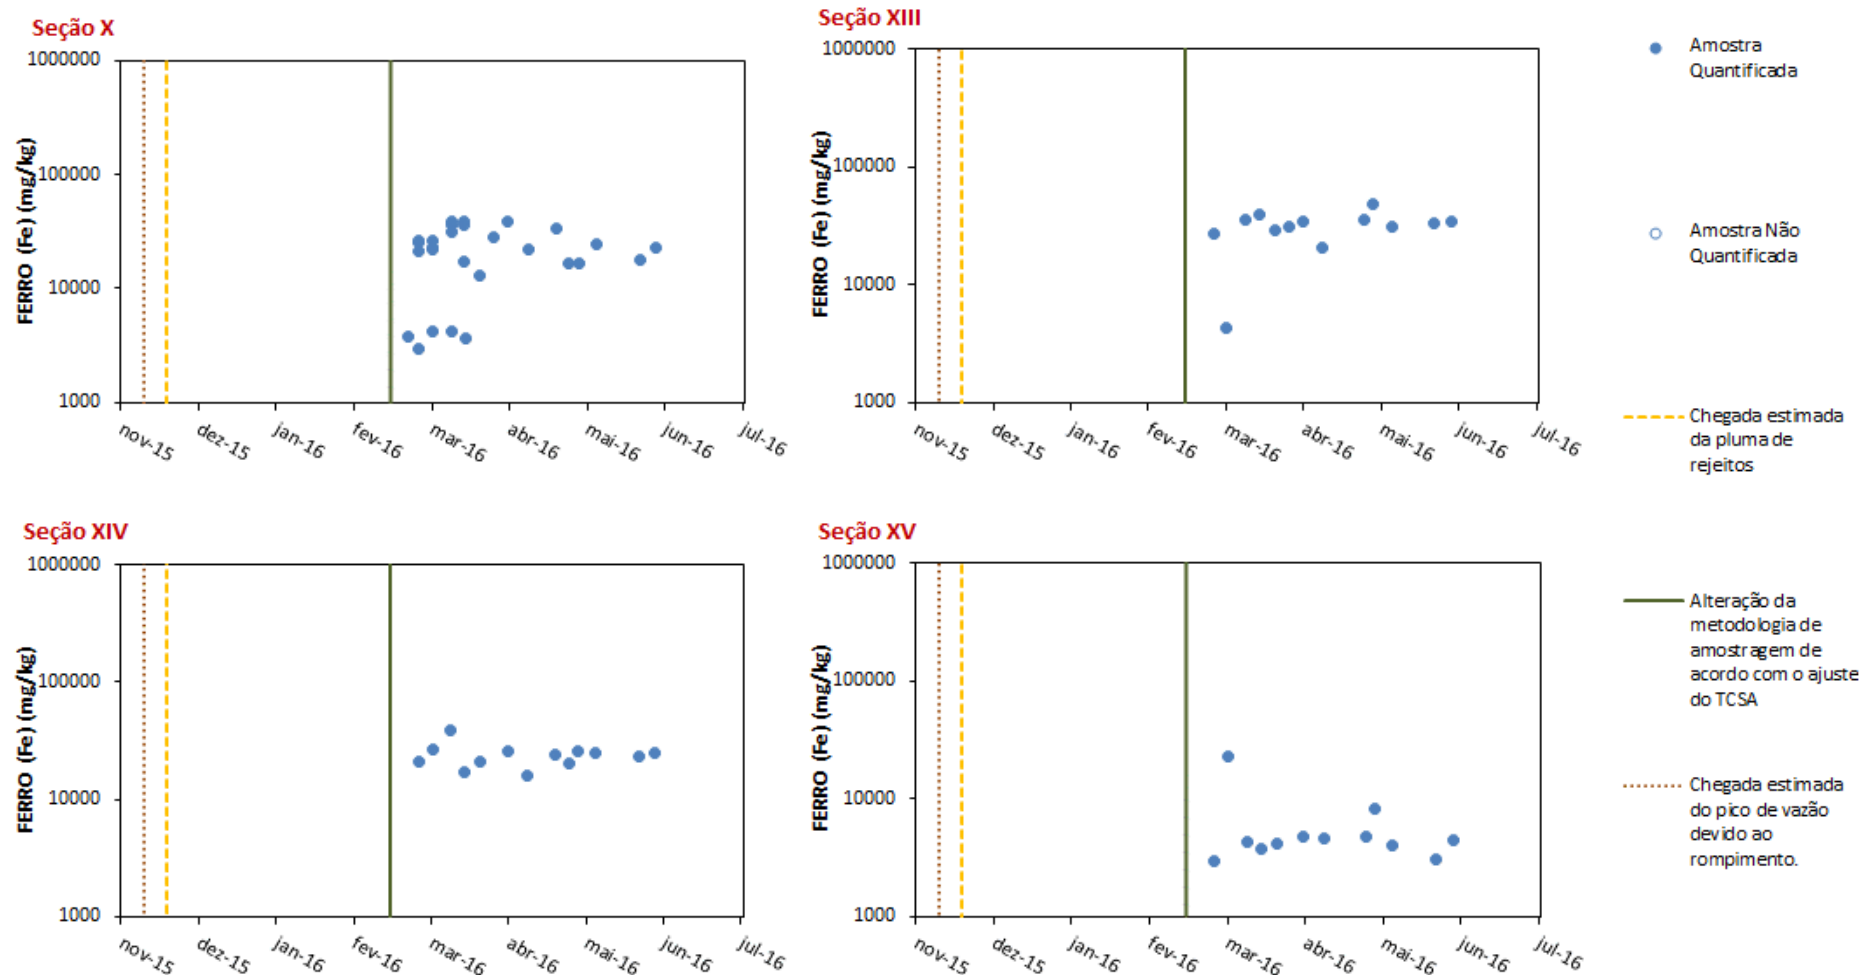 Seção X
FERRO (Fe) (mg/kg)
1000000
100000
10000
1000
nov-15
dez-15
jan-16
fev-16
mar-16
abr-16
mai-16
jun-16
jul-16
Seção XIII
FERRO (Fe) (mg/kg)
1000000
100000
10000
1000
nov-15
dez-15
jan-16
fev-16
mar-16
abr-16
mai-16
jun-16
jul-16
Seção XIV
FERRO (Fe) (mg/kg)
1000000
100000
10000
1000
nov-15
dez-15
jan-16
fev-16
mar-16
abr-16
mai-16
jun-16
jul-16
Seção XV
FERRO (Fe) (mg/kg)
1000000
100000
10000
1000
nov-15
dez-15
jan-16
fev-16
mar-16
abr-16
mai-16
jun-16
jul-16
Amostra
Quantificada
Amostra Não
Quantificada
Chegada estimada
da pluma de
rejeitos
Alteração da
metodologia de
amostragem de
acordo com o ajuste
do TCSA
Chegada estimada
do pico de vazão
devido ao
rompimento.